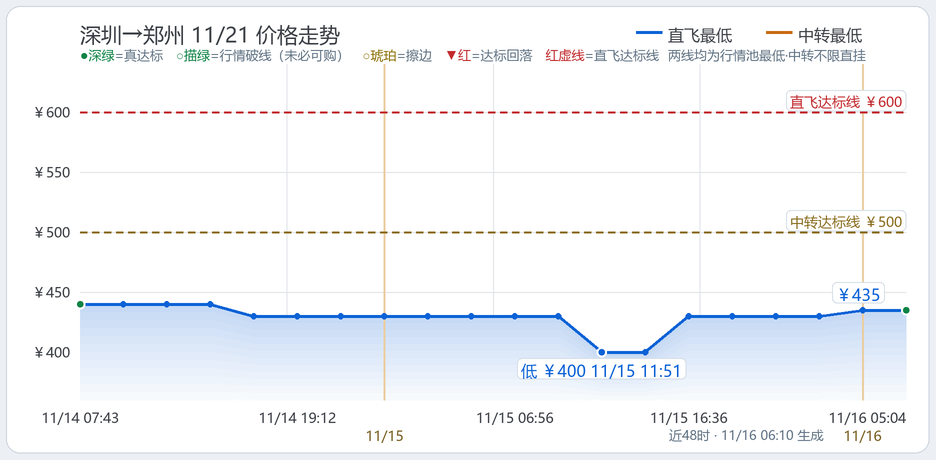 深圳→郑州 11/21 价格走势
直飞最低 中转最低
●深绿=真达标 ○描绿=行情破线（未必可购） ○琥珀=擦边 ▼红=达标回落 红虚线=直飞达标线 两线均为行情池最低·中转不限直挂
直飞达标线 ￥600
￥600
￥550
中转达标线 ￥500
￥500
￥450
￥435
￥400
低 ￥400 11/15 11:51
11/14 07:43 11/14 19:12 11/15 06:56 11/15 16:36 11/16 05:04
11/15 近48时 · 11/16 06:10 生成 11/16